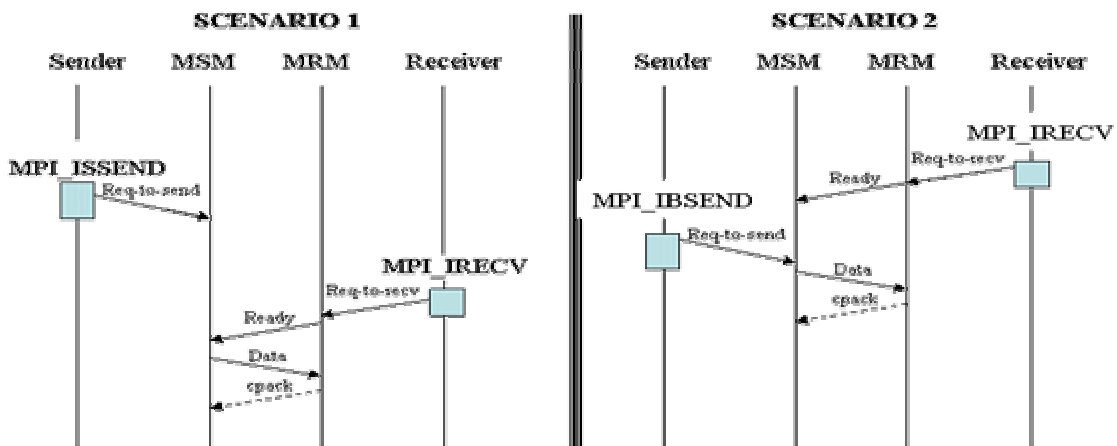 SCENARIO 1
Sender MSM MRM Receiver
MPI_ISSEND
Req-to-send
MPI_IRECV
Req-to-recv
Ready
Data
cpack
SCENARIO 2
Sender MSM MRM Receiver
MPI_IRECV
Req-to-recv
Ready
MPI_IBSEND
Req-to-send
Data
cpack